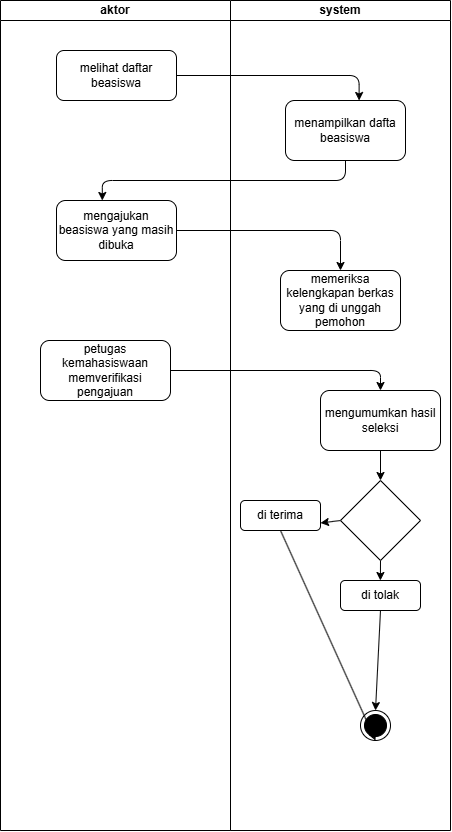 aktor
system
melihat daftar
beasiswa
menampilkan dafta
beasiswa
mengajukan
beasiswa yang masih
dibuka
memeriksa
kelengkapan berkas
yang di unggah
pemohon
petugas
kemahasiswaan
memverifikasi
pengajuan
mengumumkan hasil
seleksi
di terima
di tolak